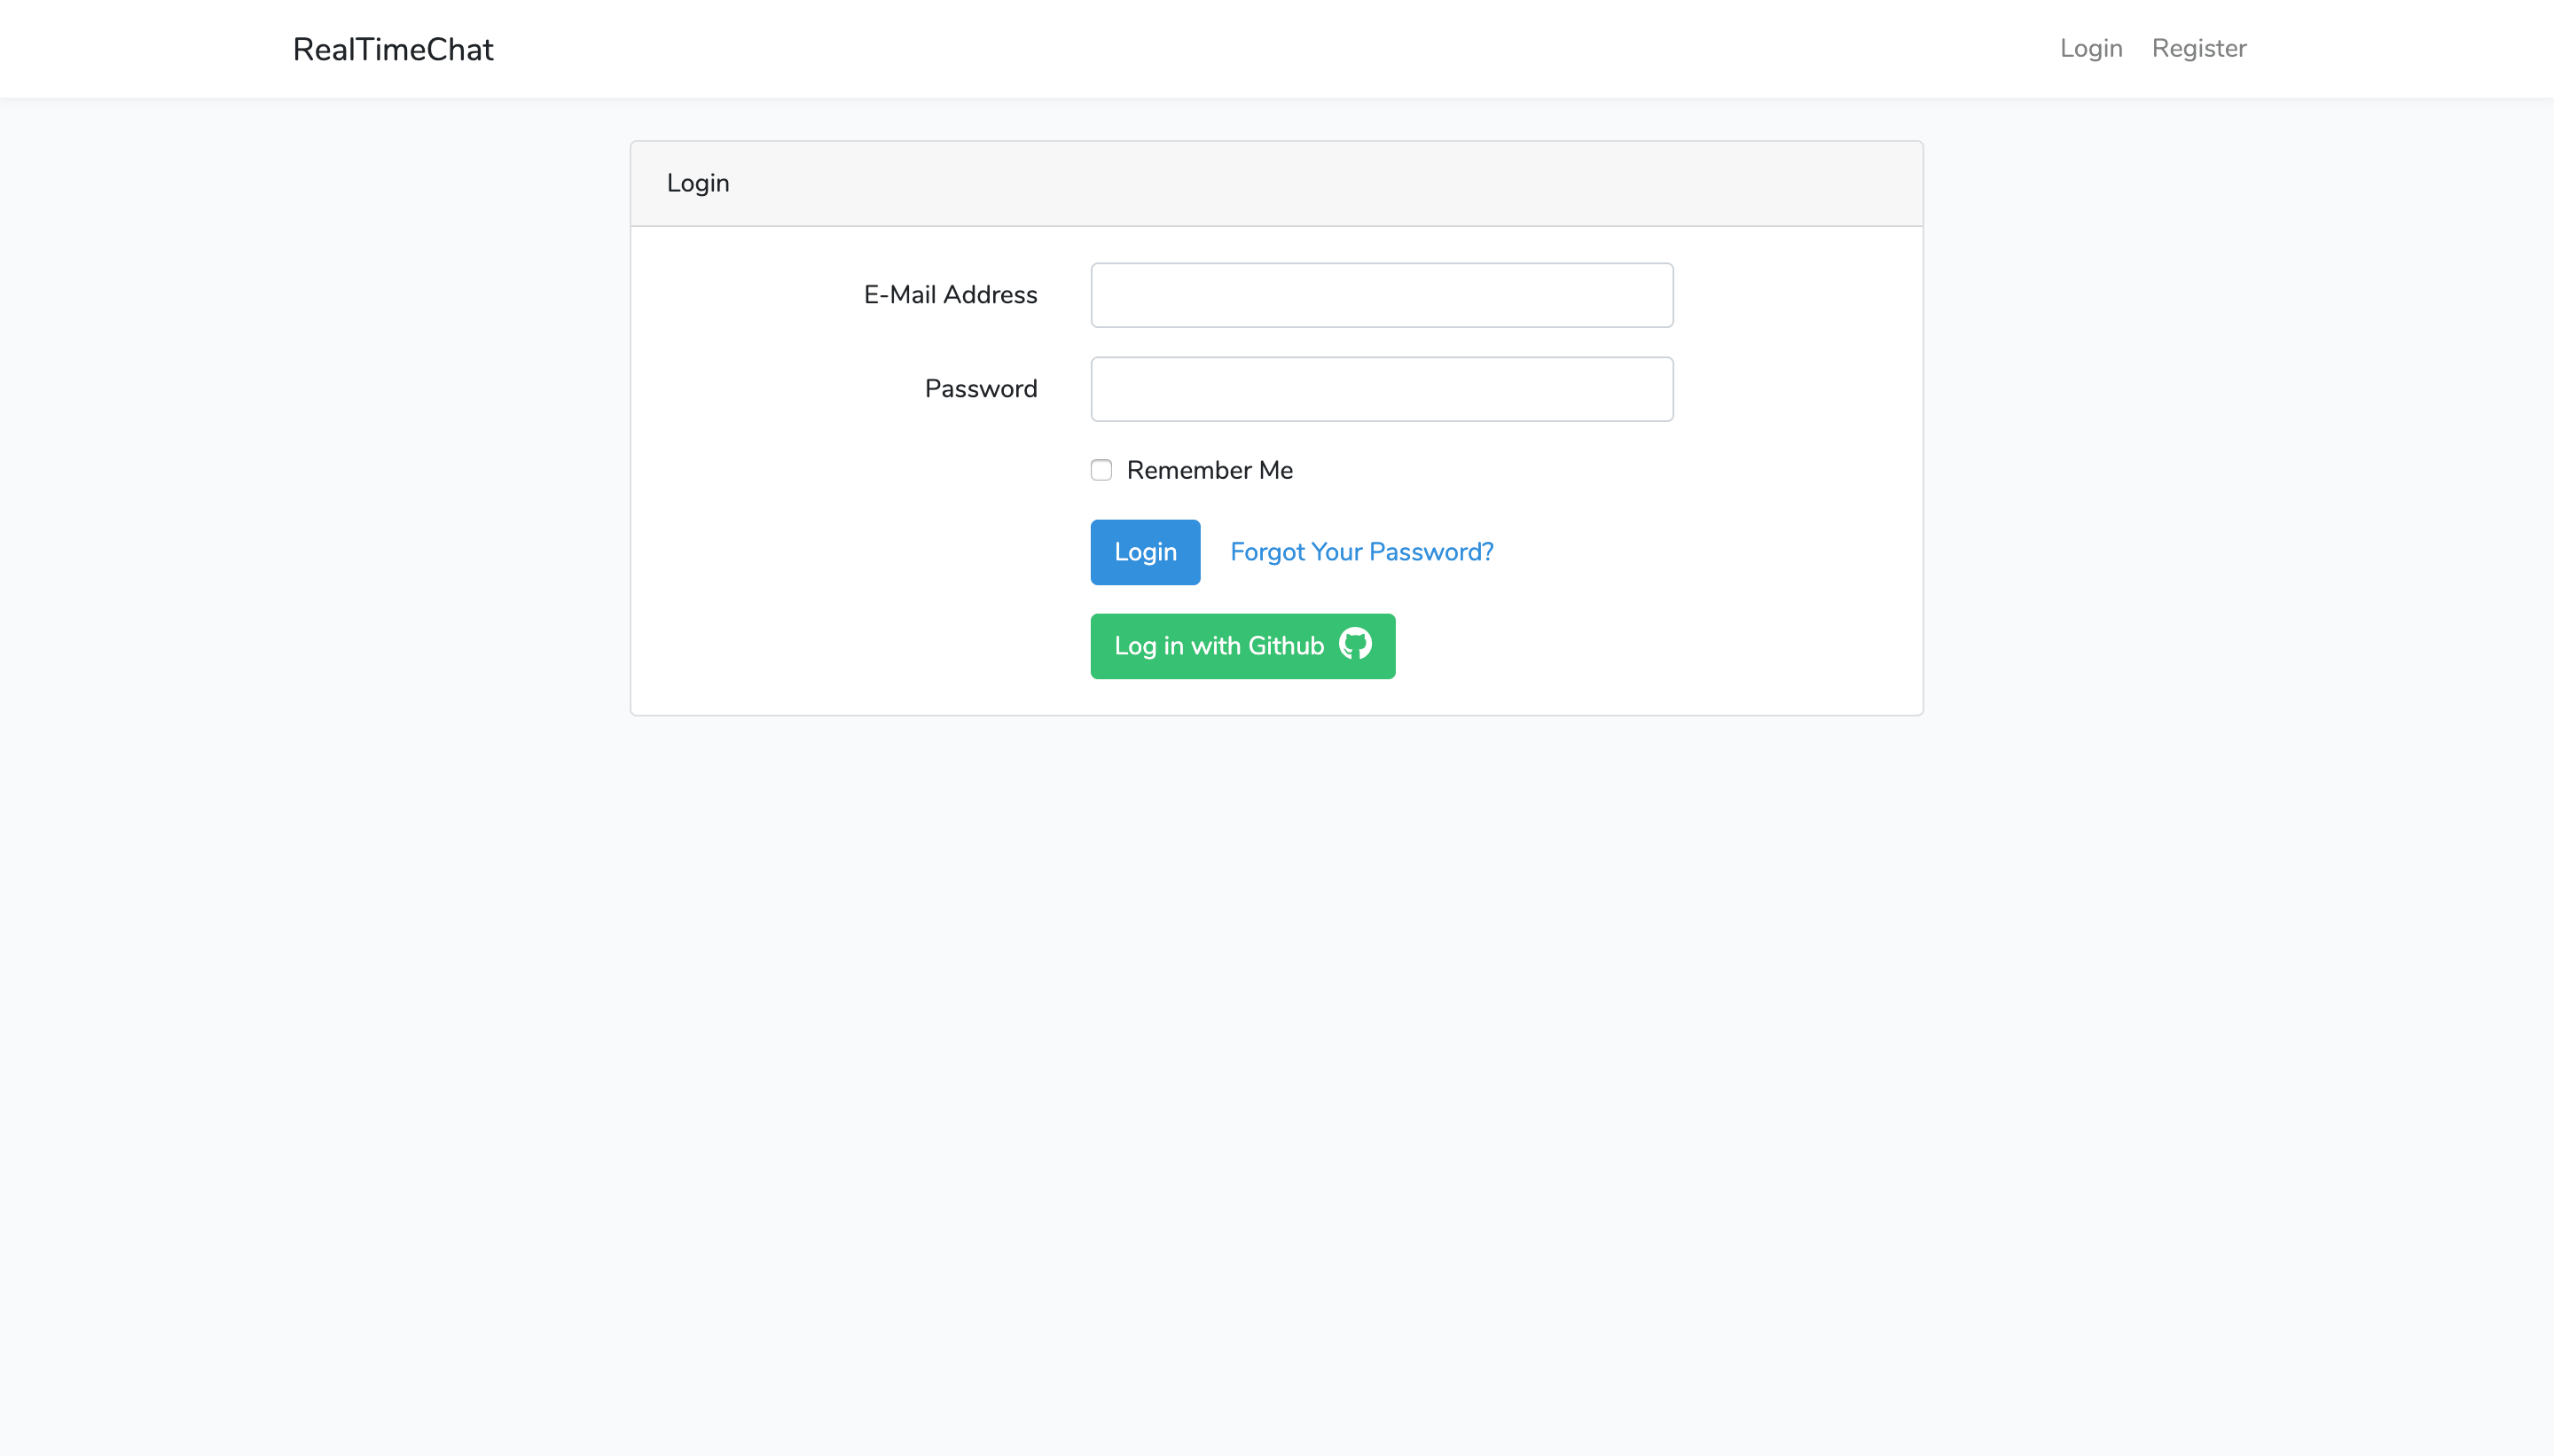 RealTimeChat Login Register
Login
E-Mail Address
Password
Remember Me
Login Forgot Your Password?
Log in with Github